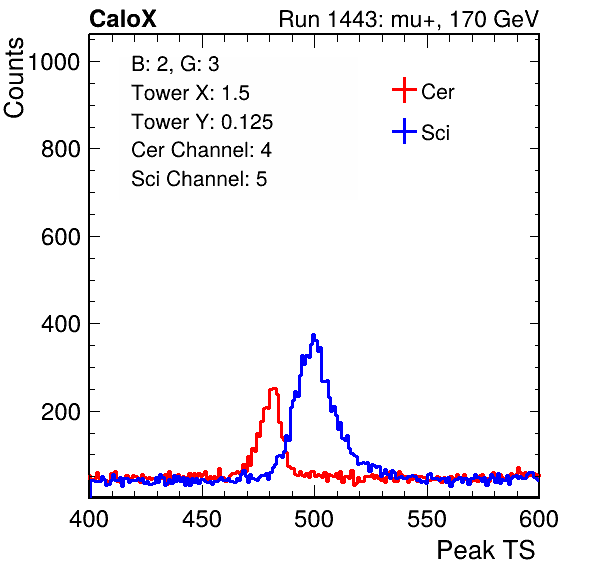 CaloX Run 1443: mu+, 170 GeV
Counts
B: 2, G: 3
Tower X: 1.5
Tower Y: 0.125
Cer Channel: 4
Sci Channel: 5
Cer
Sci
1000
800
600
400
200
400 450 500 550 600
Peak TS